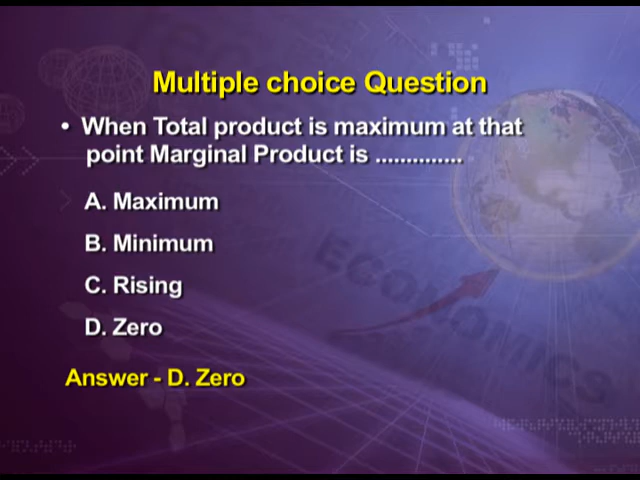 Multiple choice Question
• When Total product is maximum at that
point Marginal Product is ..............
A. Maximum
B. Minimum
C. Rising
D. Zero
Answer - D. Zero
ECONOMICS